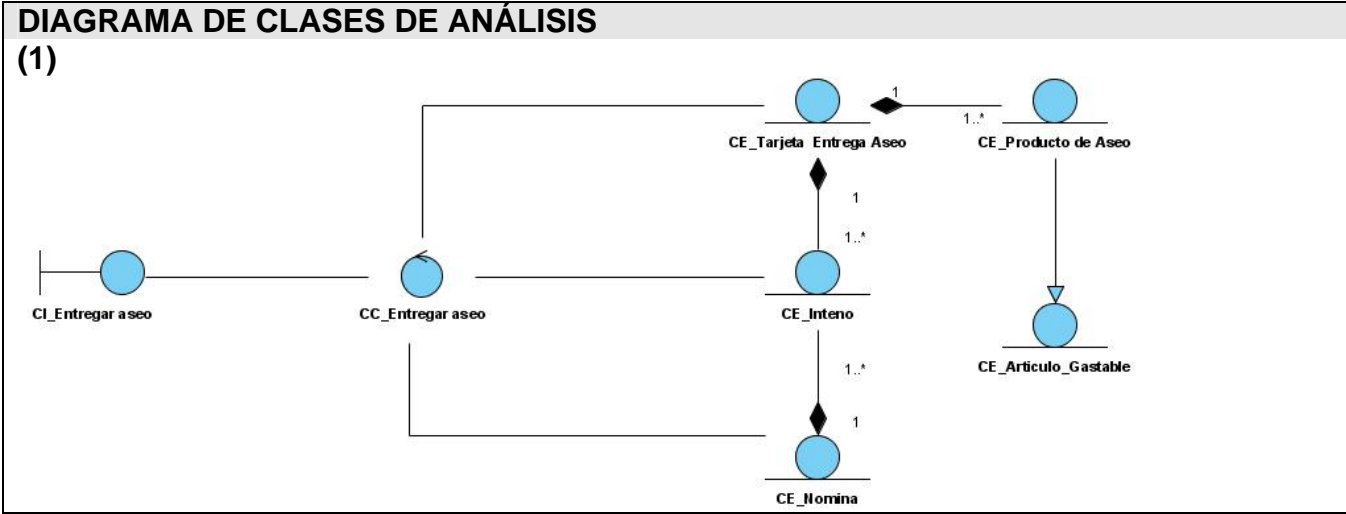 DIAGRAMA DE CLASES DE ANÁLISIS
(1)
1
1..*
CE_Tarjeta Entrega Aseo
CE_Producto de Aseo
1
1..*
CI_Entregar aseo
CC_Entregar aseo
CE_Inteno
1..*
CE_Articulo_Gastable
1
CE_Nomina